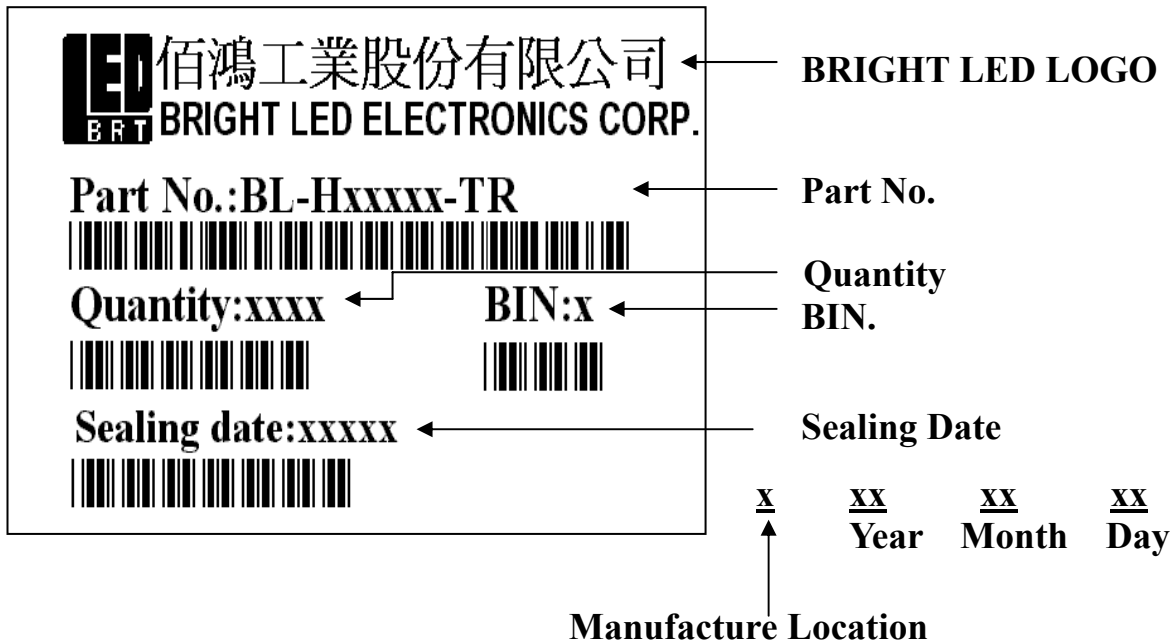 LED
BRT
佰鴻工業股份有限公司
BRIGHT LED ELECTRONICS CORP.
BRIGHT LED LOGO
Part No.:BL-Hxxxxx-TR
Part No.
Quantity:xxxx
BIN:x
Quantity
BIN.
Sealing date:xxxxx
Sealing Date
x xx xx xx
Year Month Day
Manufacture Location